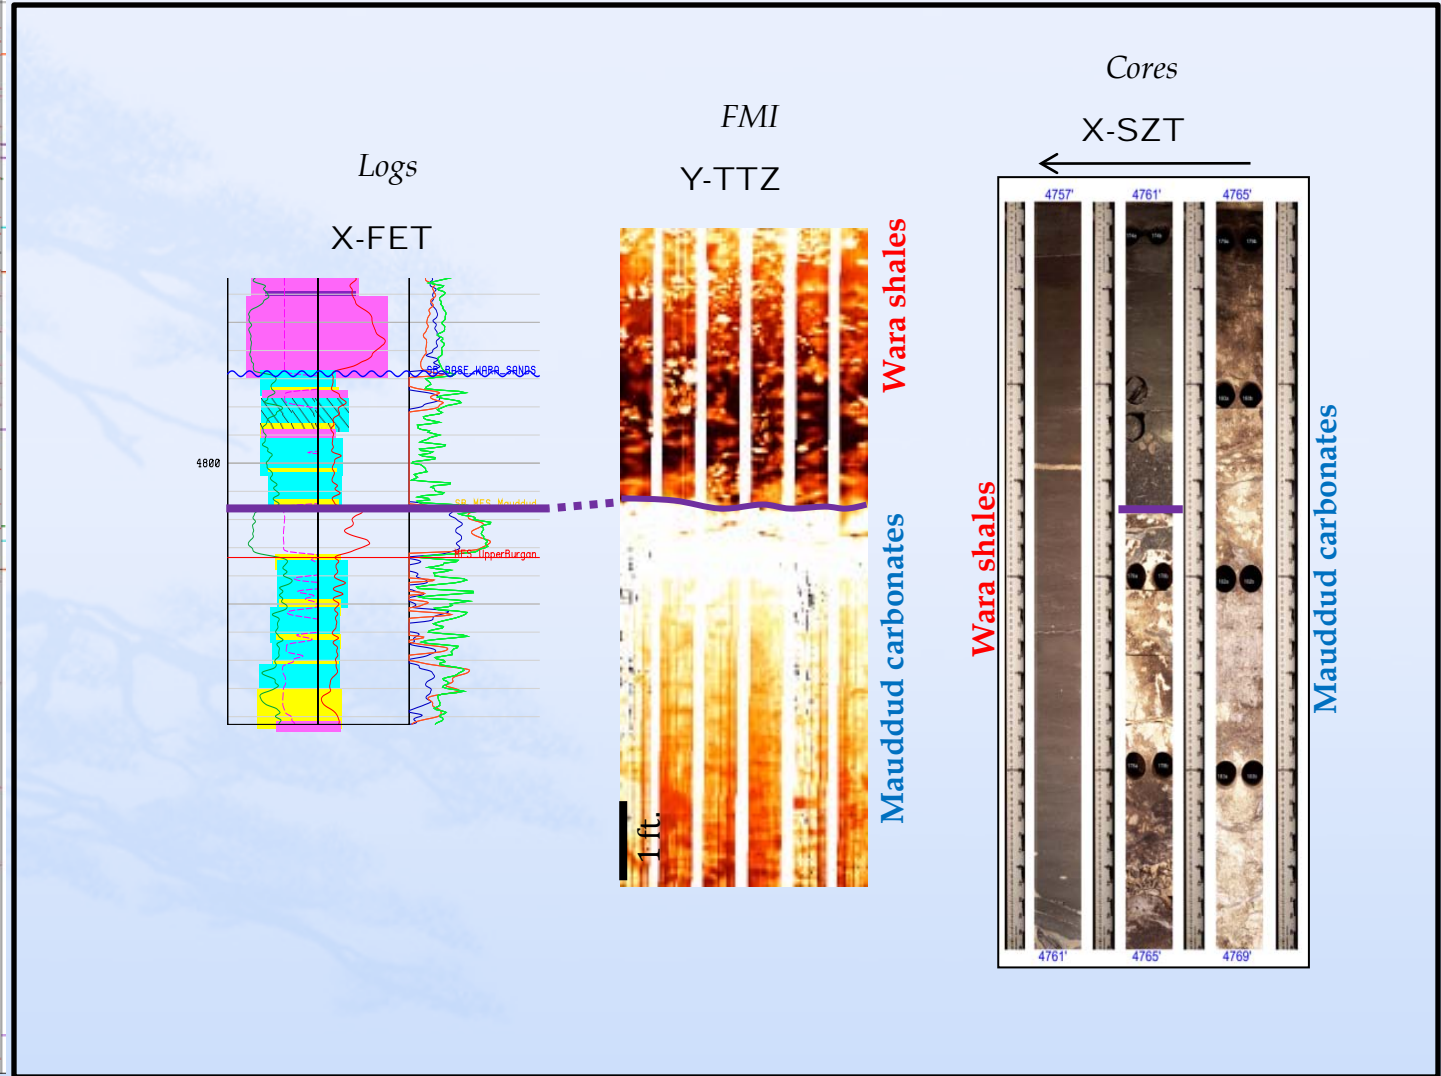 Cores
X-SZT
FMI
Y-TTZ
Logs
X-FET
SB BASE WARA SANDS
4800
SB MFS Mauddud
MFS UpperBurgan
1 ft.
Wara shales
Mauddud carbonates
Wara shales
4757'
4761'
4765'
4761'
4765'
4769'
Mauddud carbonates